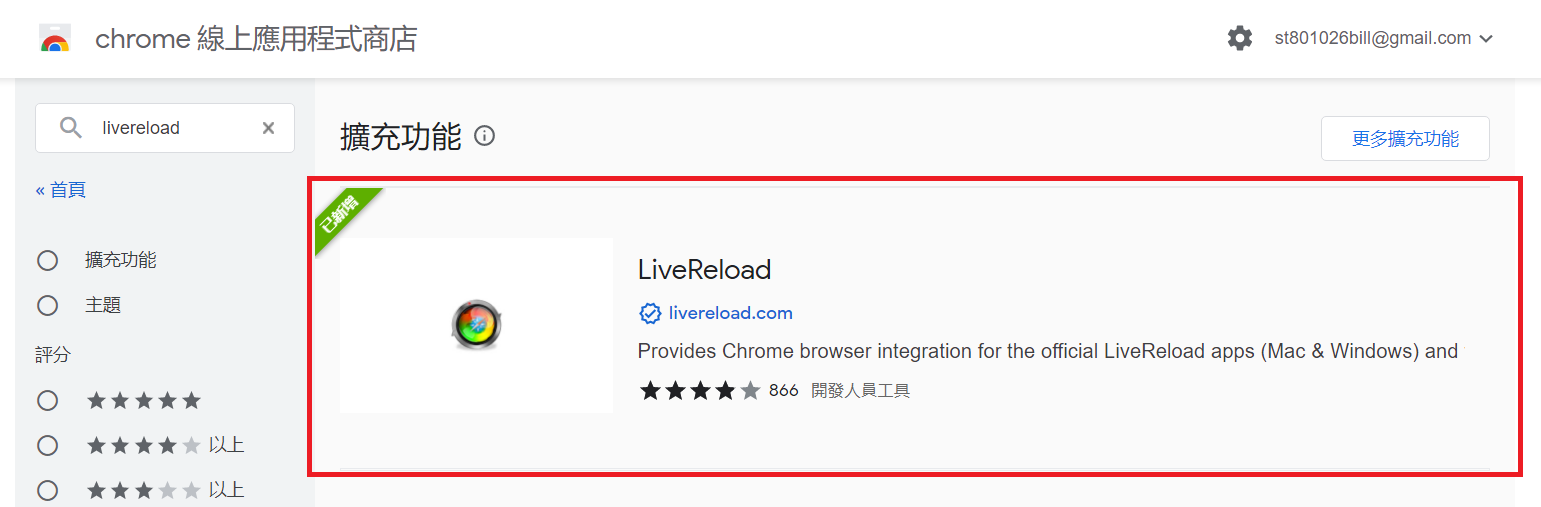 chrome 線上應用程式商店
st801026bill@gmail.com
livereload
擴充功能
更多擴充功能
« 首頁
已新增
擴充功能
主題
評分
以上
以上
LiveReload
livereload.com
Provides Chrome browser integration for the official LiveReload apps (Mac & Windows) and
866 開發人員工具